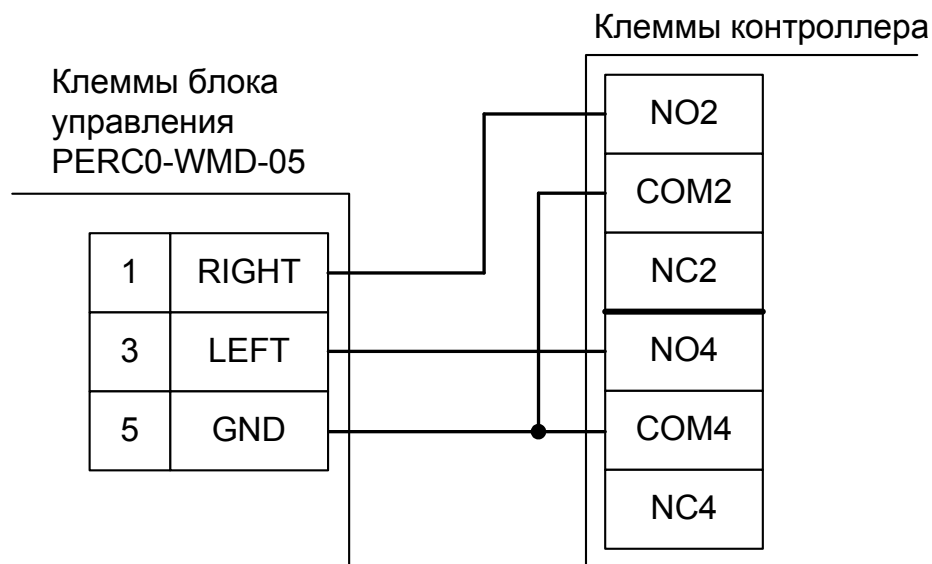 Клеммы контроллера
Клеммы блока
управления
PERC0-WMD-05
1 RIGHT
3 LEFT
5 GND
NO2
COM2
NC2
NO4
COM4
NC4